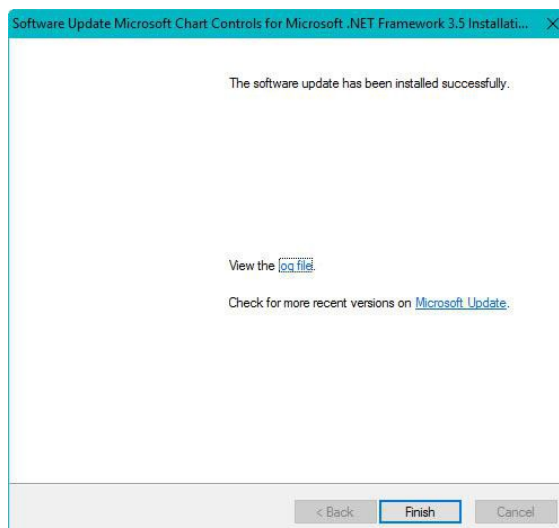 Software Update Microsoft Chart Controls for Microsoft .NET Framework 3.5 Installati...
The software update has been installed successfully.
View the log file.
Check for more recent versions on Microsoft Update.
< Back Finish Cancel